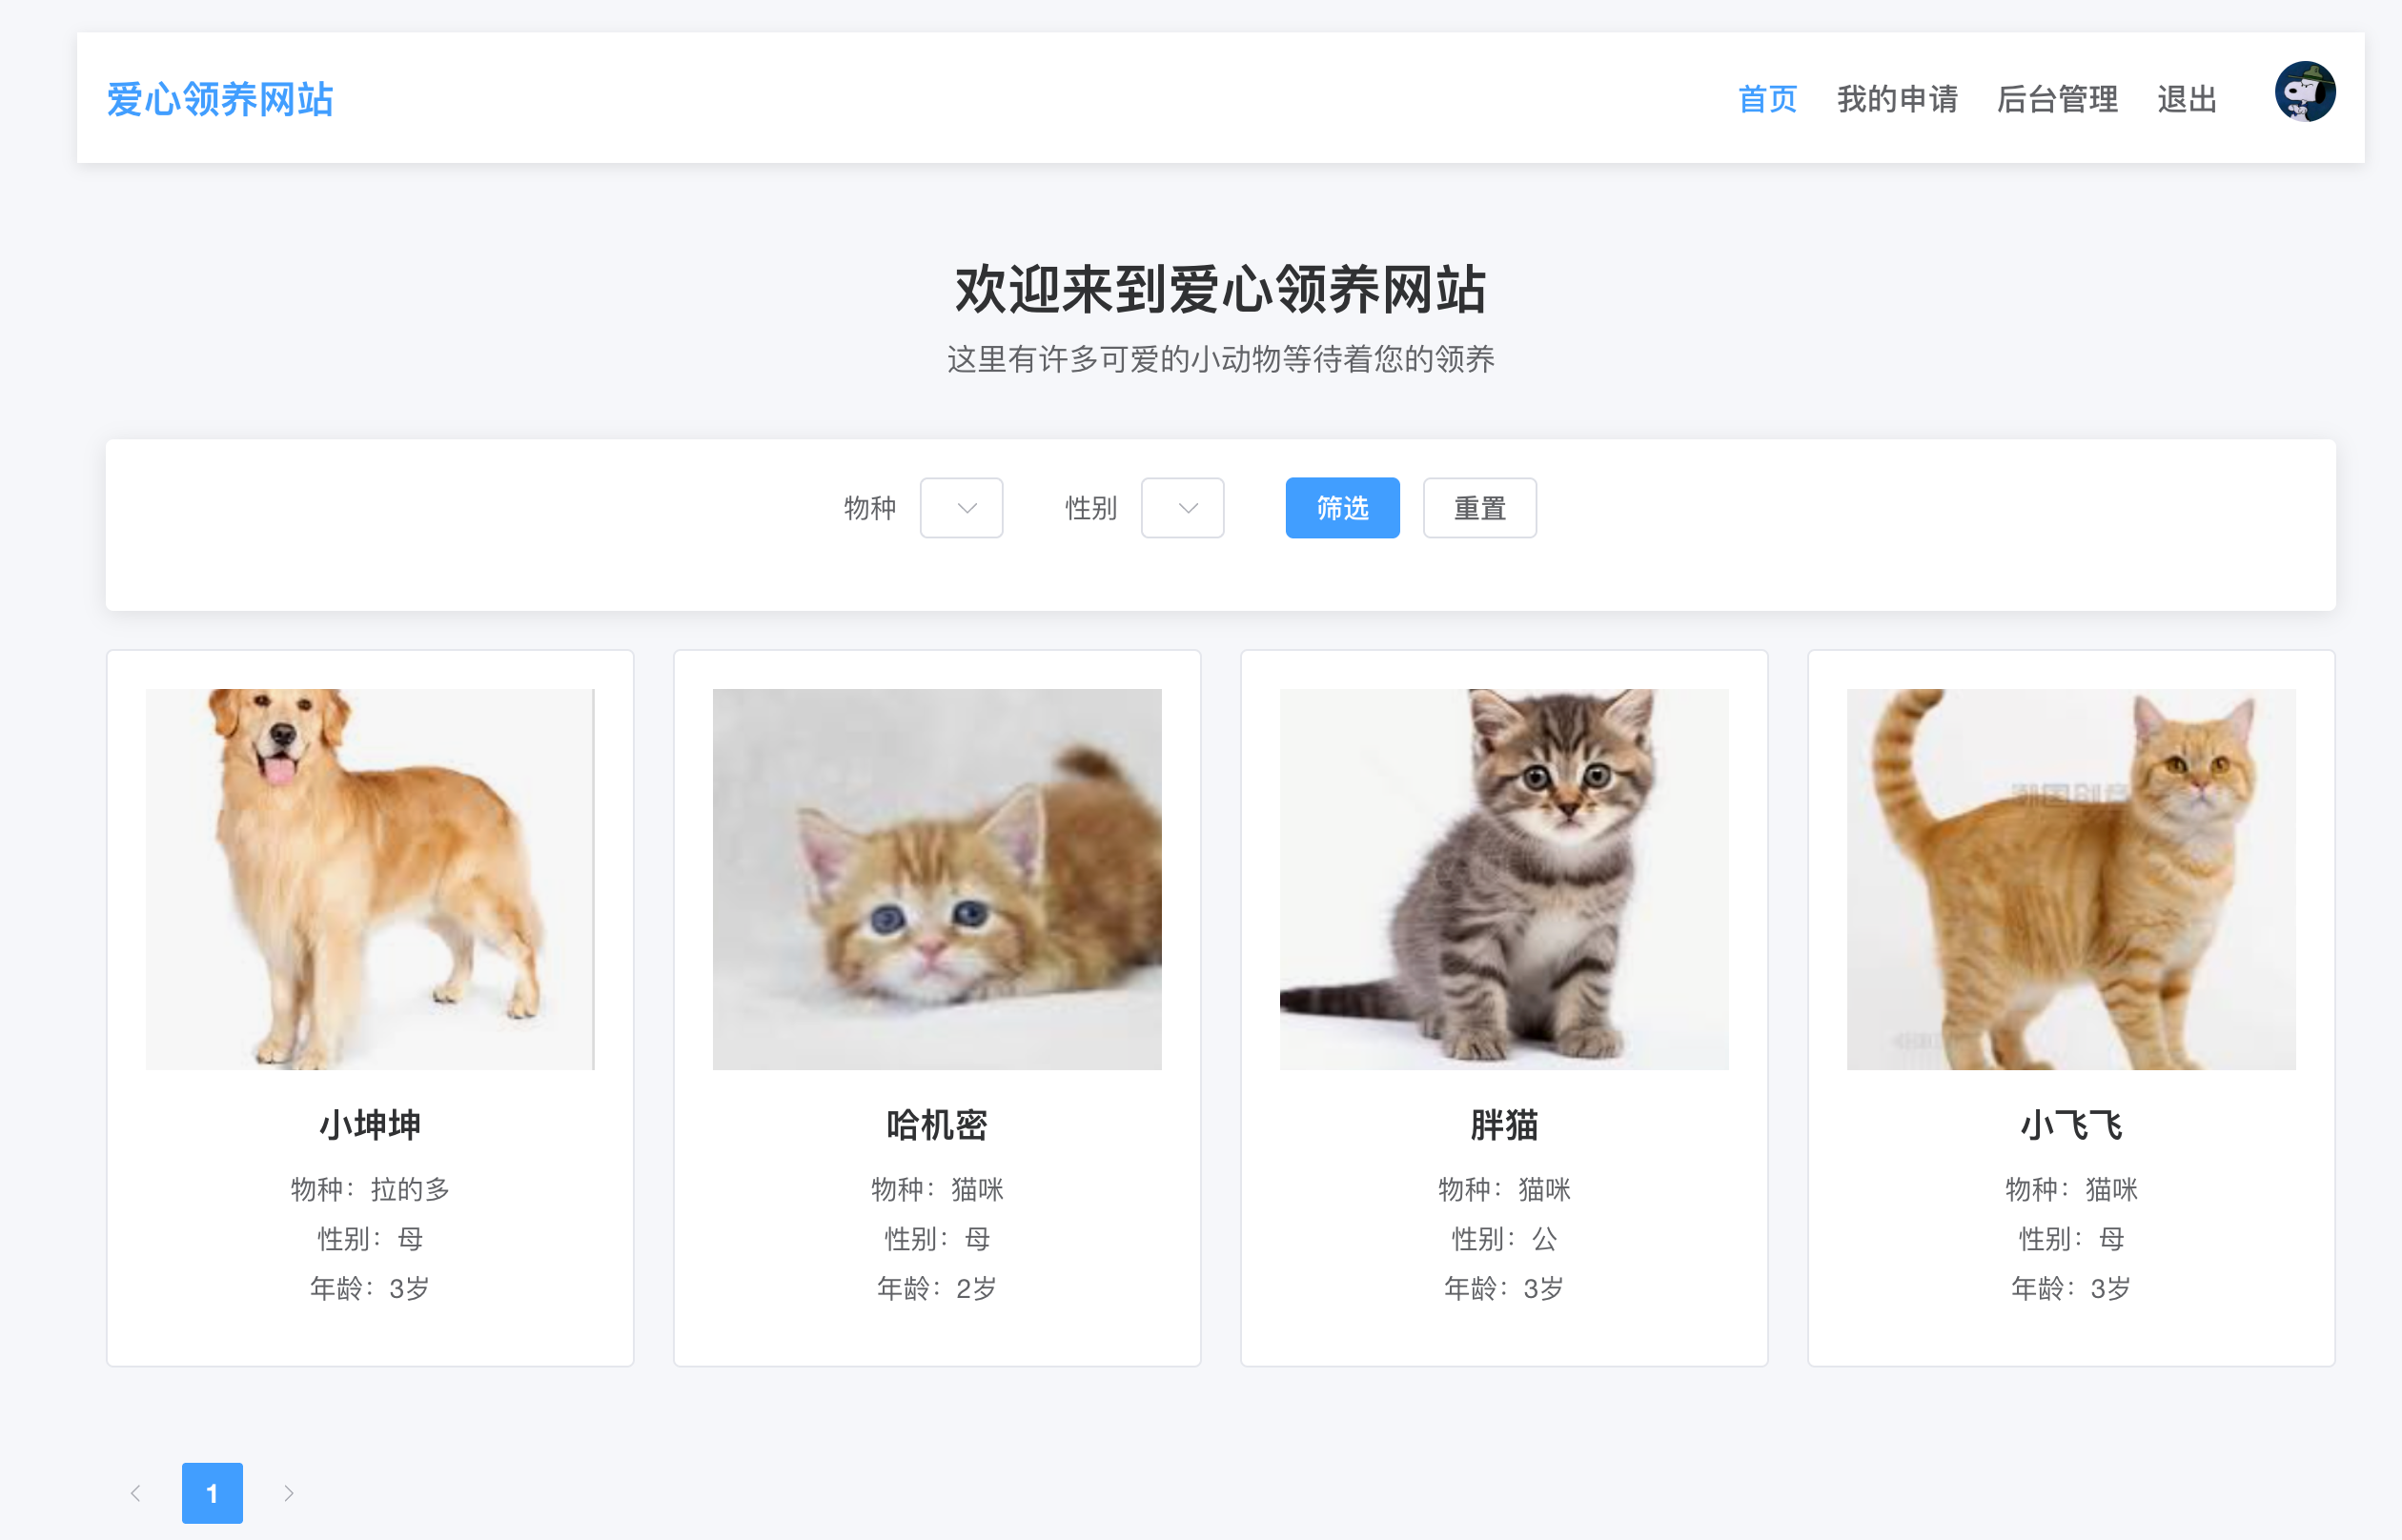 爱心领养网站
首页 我的申请 后台管理 退出
欢迎来到爱心领养网站
这里有许多可爱的小动物等待着您的领养
物种 性别 筛选 重置
小坤坤
物种：拉的多
性别：母
年龄：3岁
哈机密
物种：猫咪
性别：母
年龄：2岁
胖猫
物种：猫咪
性别：公
年龄：3岁
小飞飞
物种：猫咪
性别：母
年龄：3岁
1